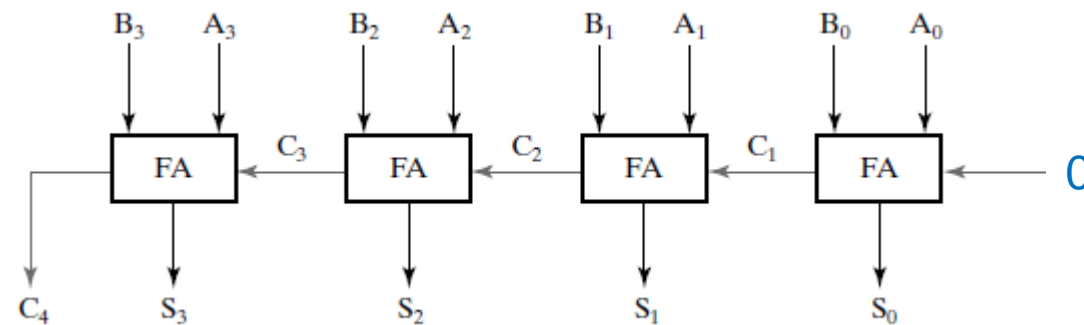 B₃ A₃ B₂ A₂ B₁ A₁ B₀ A₀
C₃ C₂ C₁
FA FA FA FA 0
C₄ S₃ S₂ S₁ S₀